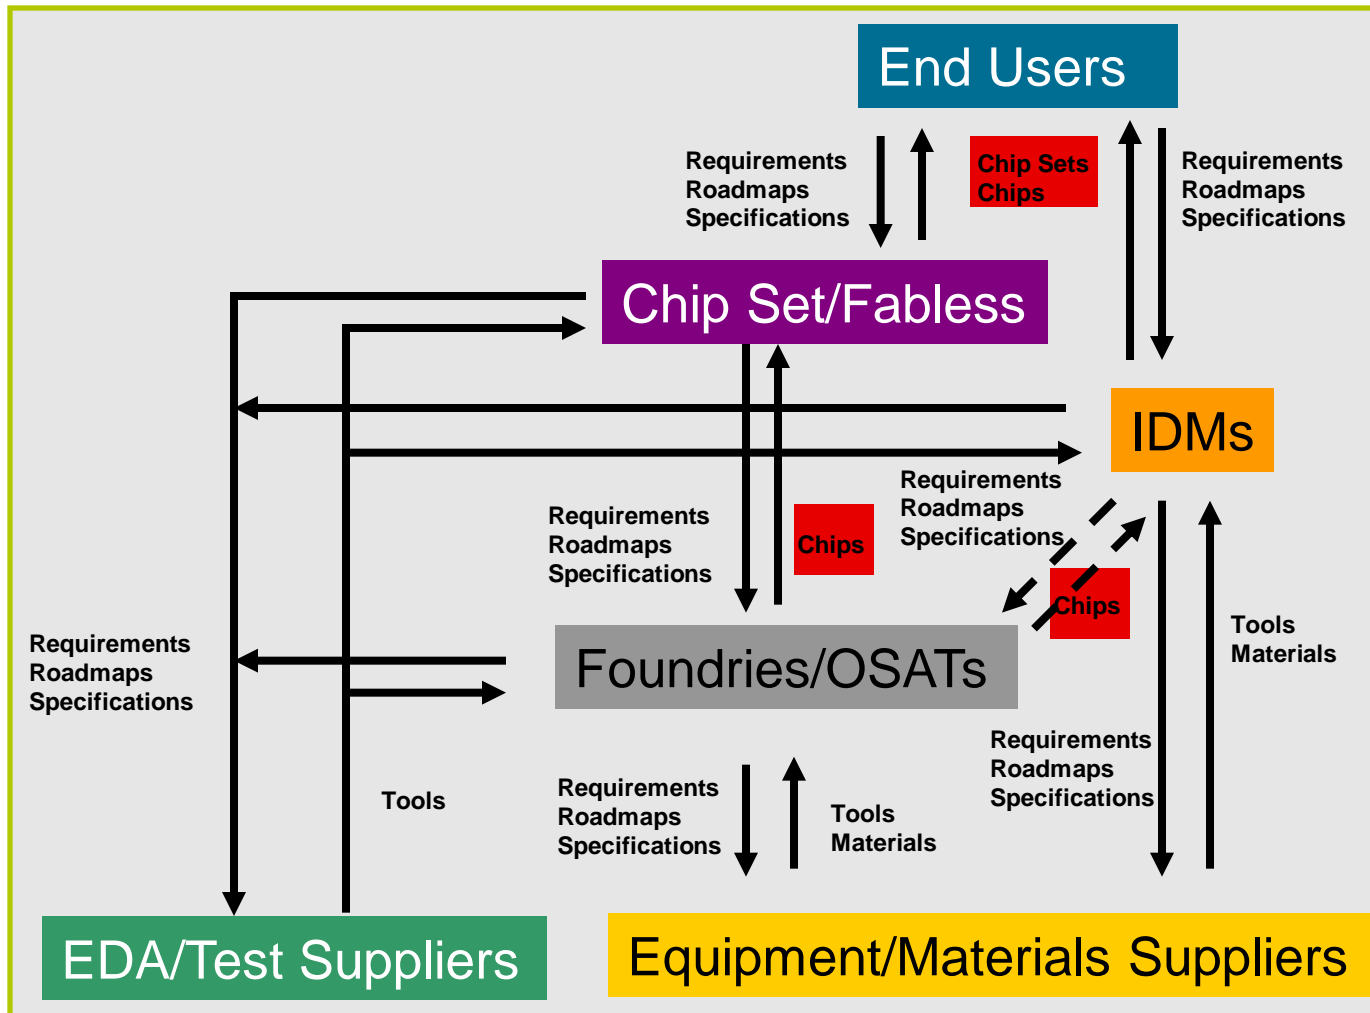 End Users
Requirements
Roadmaps
Specifications
Chip Sets
Chips
Requirements
Roadmaps
Specifications
Chip Set/Fabless
IDMs
Requirements
Roadmaps
Specifications
Chips
Requirements
Roadmaps
Specifications
Chips
Foundries/OSATs
Tools
Materials
Requirements
Roadmaps
Specifications
Requirements
Roadmaps
Specifications
Tools
Requirements
Roadmaps
Specifications
Tools
Materials
EDA/Test Suppliers
Equipment/Materials Suppliers